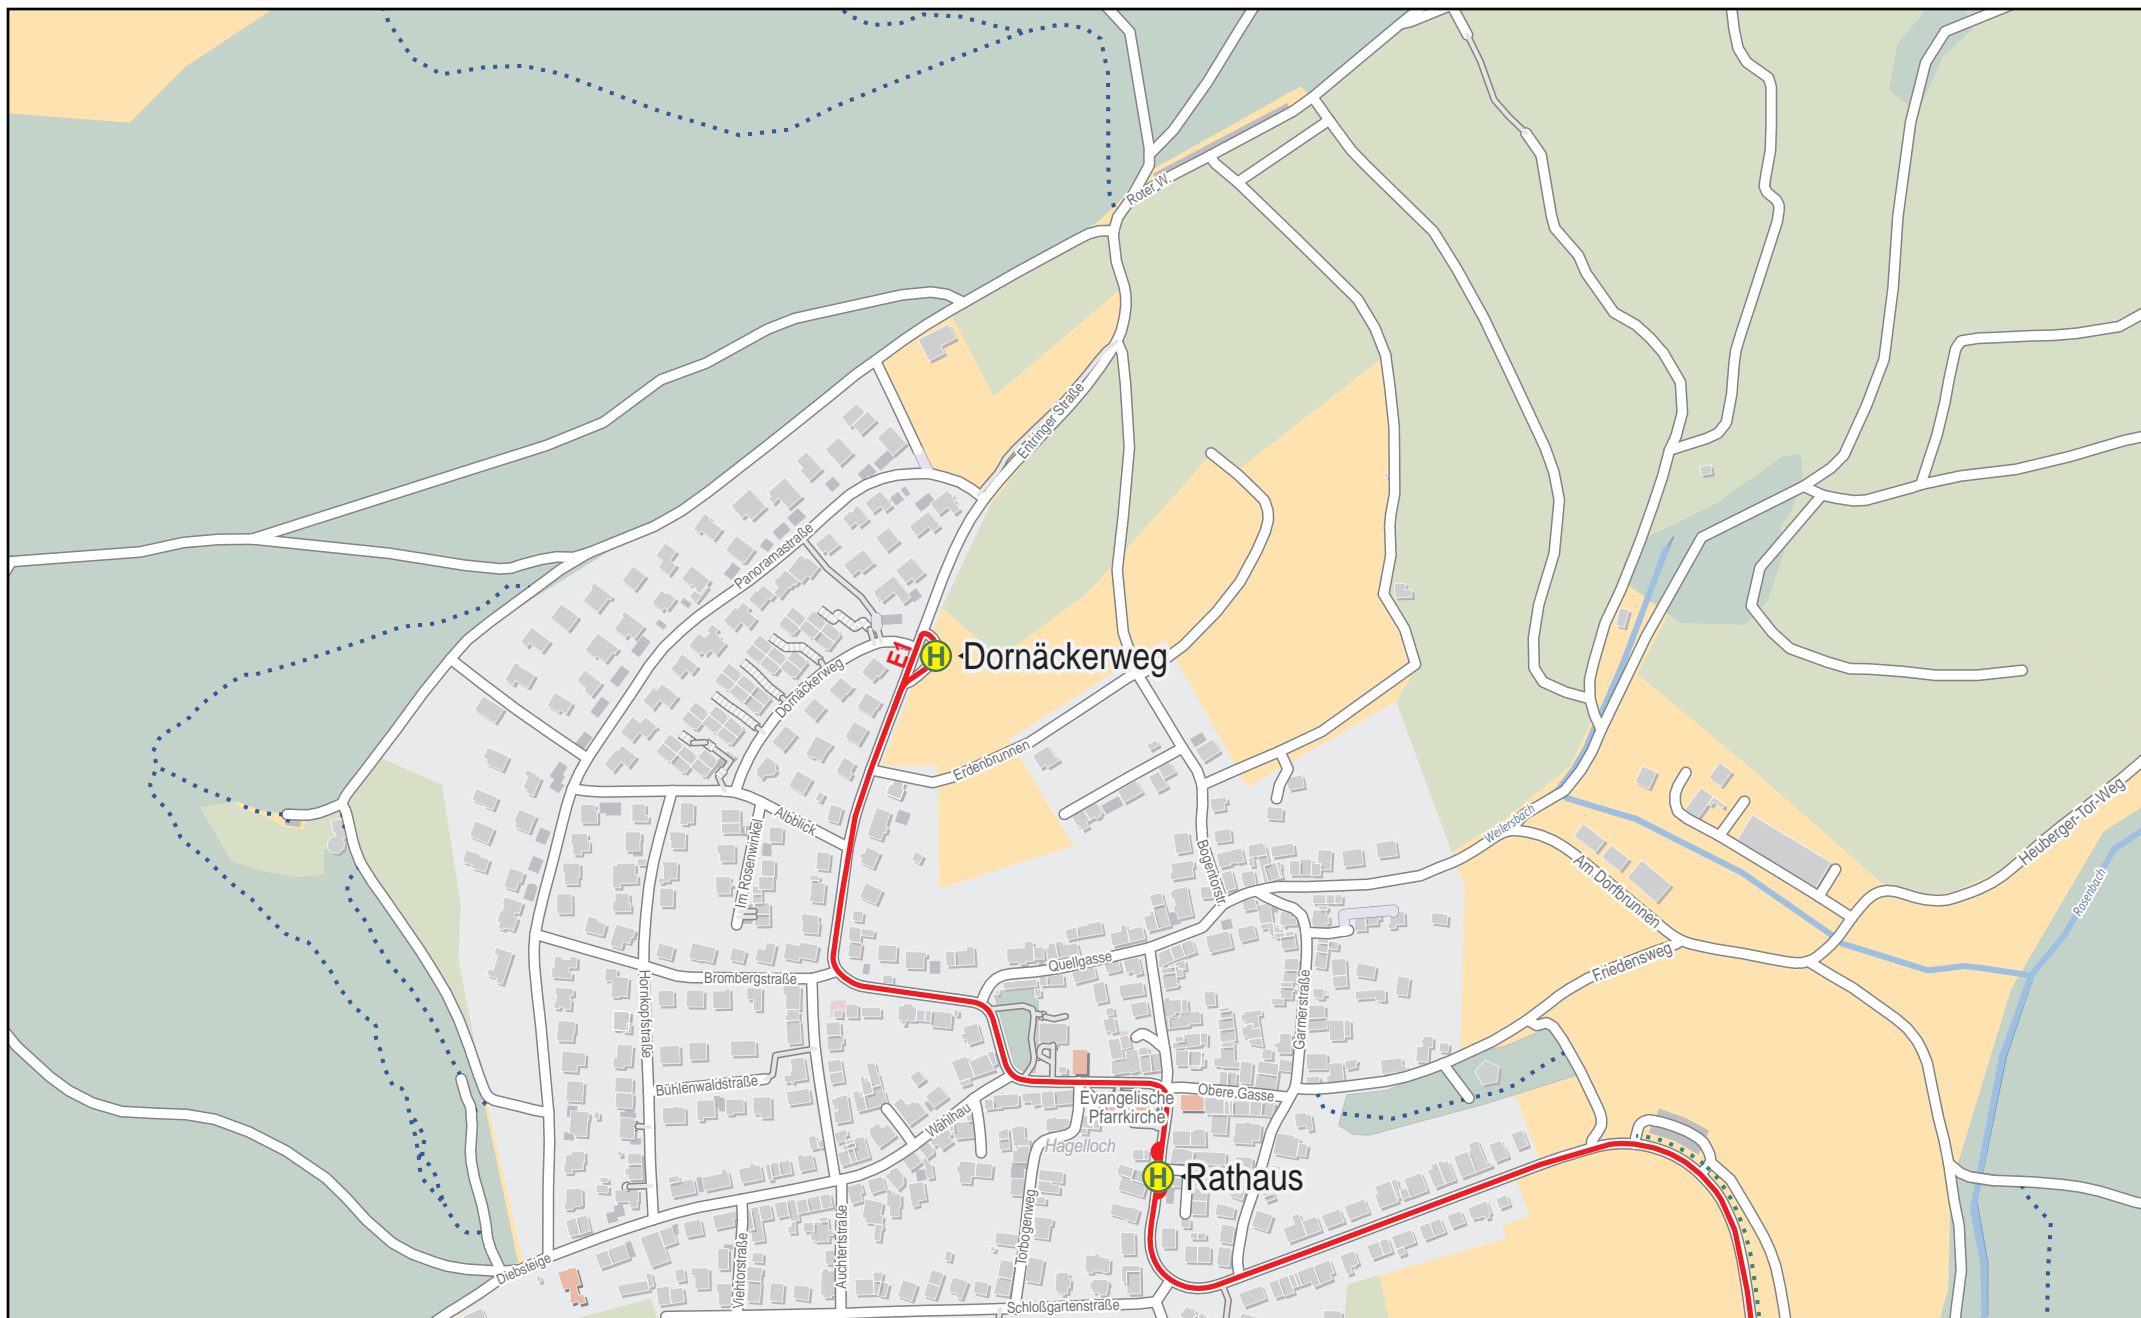 Roter W.
Entringer Straße
Panoramastraße
E1
H
Dornäckerweg
Dornäckerweg
Erdenbrunnen
Albblick
Im Rosenwinkel
Bogentorstr.
Weilersbach
Am Dorfbrunnen
Heuberger-Tor-Weg
Rosenbach
Friedensweg
Quellgasse
Brombergstraße
Hornkopfstraße
Garmerstraße
Bühlenwaldstraße
Obere Gasse
Evangelische
Pfarrkirche
Wahlhau
Hagelloch
H
Rathaus
Torbogenweg
Auchtertstraße
Viehtorstraße
Diebsteige
Schloßgartenstraße